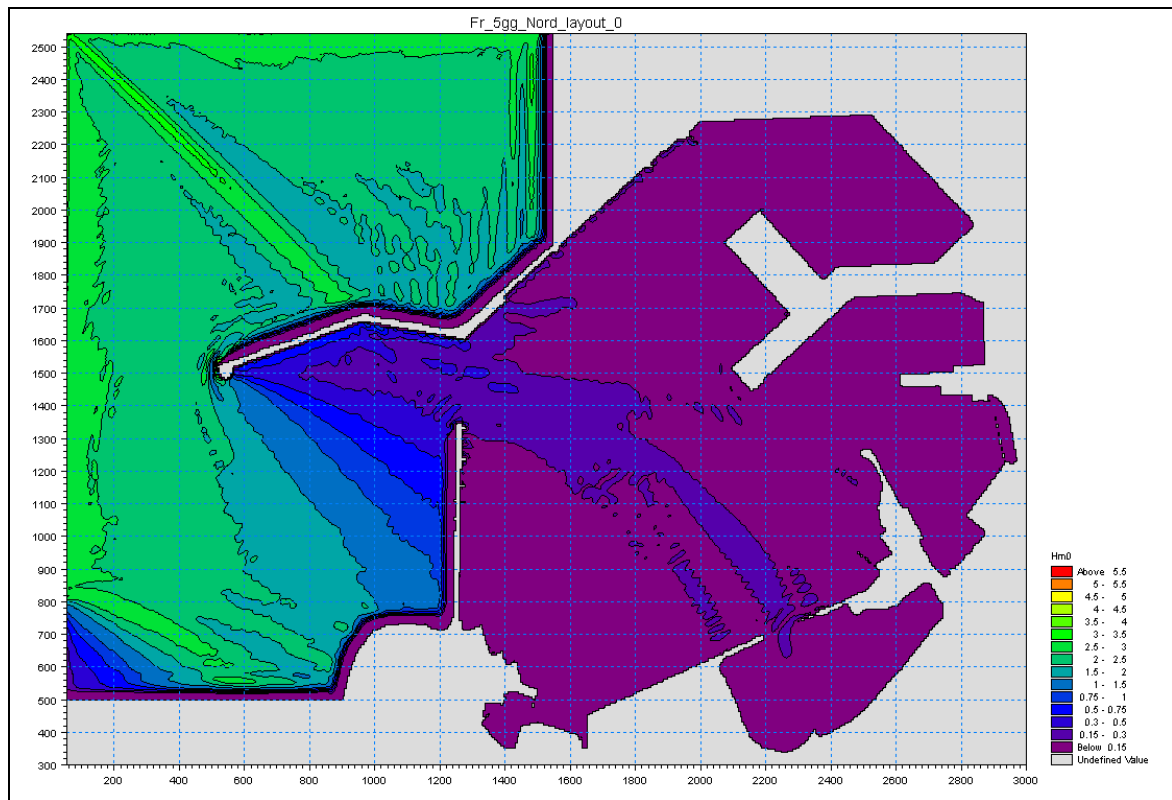 Fr_5gg_Nord_layout_0
2500
2400
2300
2200
2100
2000
1900
1800
1700
1600
1500
1400
1300
1200
1100
1000
900
800
700
600
500
400
300
200 400 600 800 1000 1200 1400 1600 1800 2000 2200 2400 2600 2800 3000
Hm0
Above 5.5
5 - 5.5
4.5 - 5
4 - 4.5
3.5 - 4
3 - 3.5
2.5 - 3
2 - 2.5
1.5 - 2
1 - 1.5
0.75 - 1
0.5 - 0.75
0.3 - 0.5
0.15 - 0.3
Below 0.15
Undefined Value